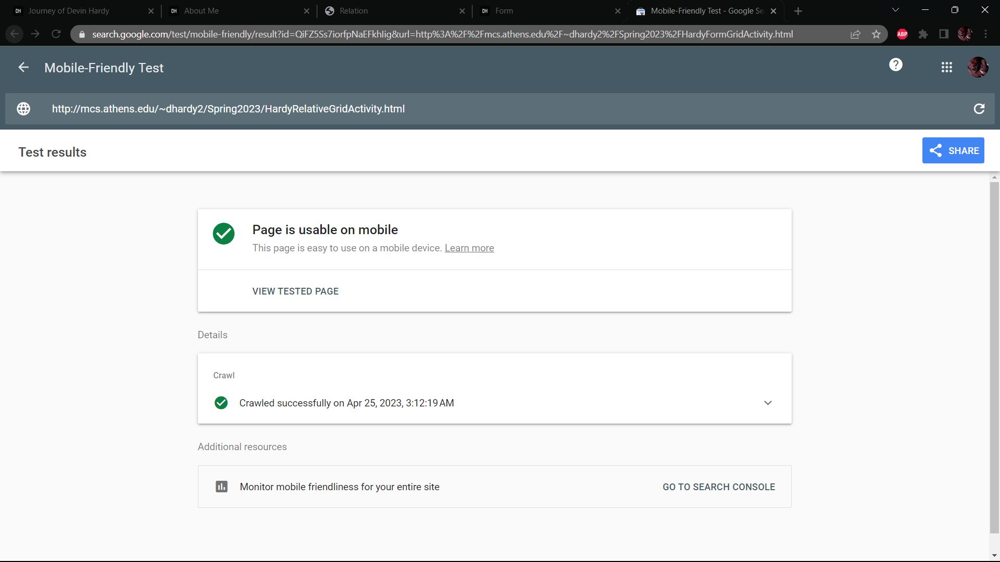 DH Journey of Devin Hardy
DH About Me
Relation
DH Form
Mobile-Friendly Test - Google Se
search.google.com/test/mobile-friendly/result?id=QiFZ5Ss7iorfpNaEFkhlig&url=http%3A%2F%2Fmcs.athens.edu%2F~dhardy2%2FSpring2023%2FHardyFormGridActivity.html
ABP
Mobile-Friendly Test
http://mcs.athens.edu/~dhardy2/Spring2023/HardyRelativeGridActivity.html
Test results
SHARE
Page is usable on mobile
This page is easy to use on a mobile device. Learn more
VIEW TESTED PAGE
Details
Crawl
Crawled successfully on Apr 25, 2023, 3:12:19 AM
Additional resources
Monitor mobile friendliness for your entire site
GO TO SEARCH CONSOLE